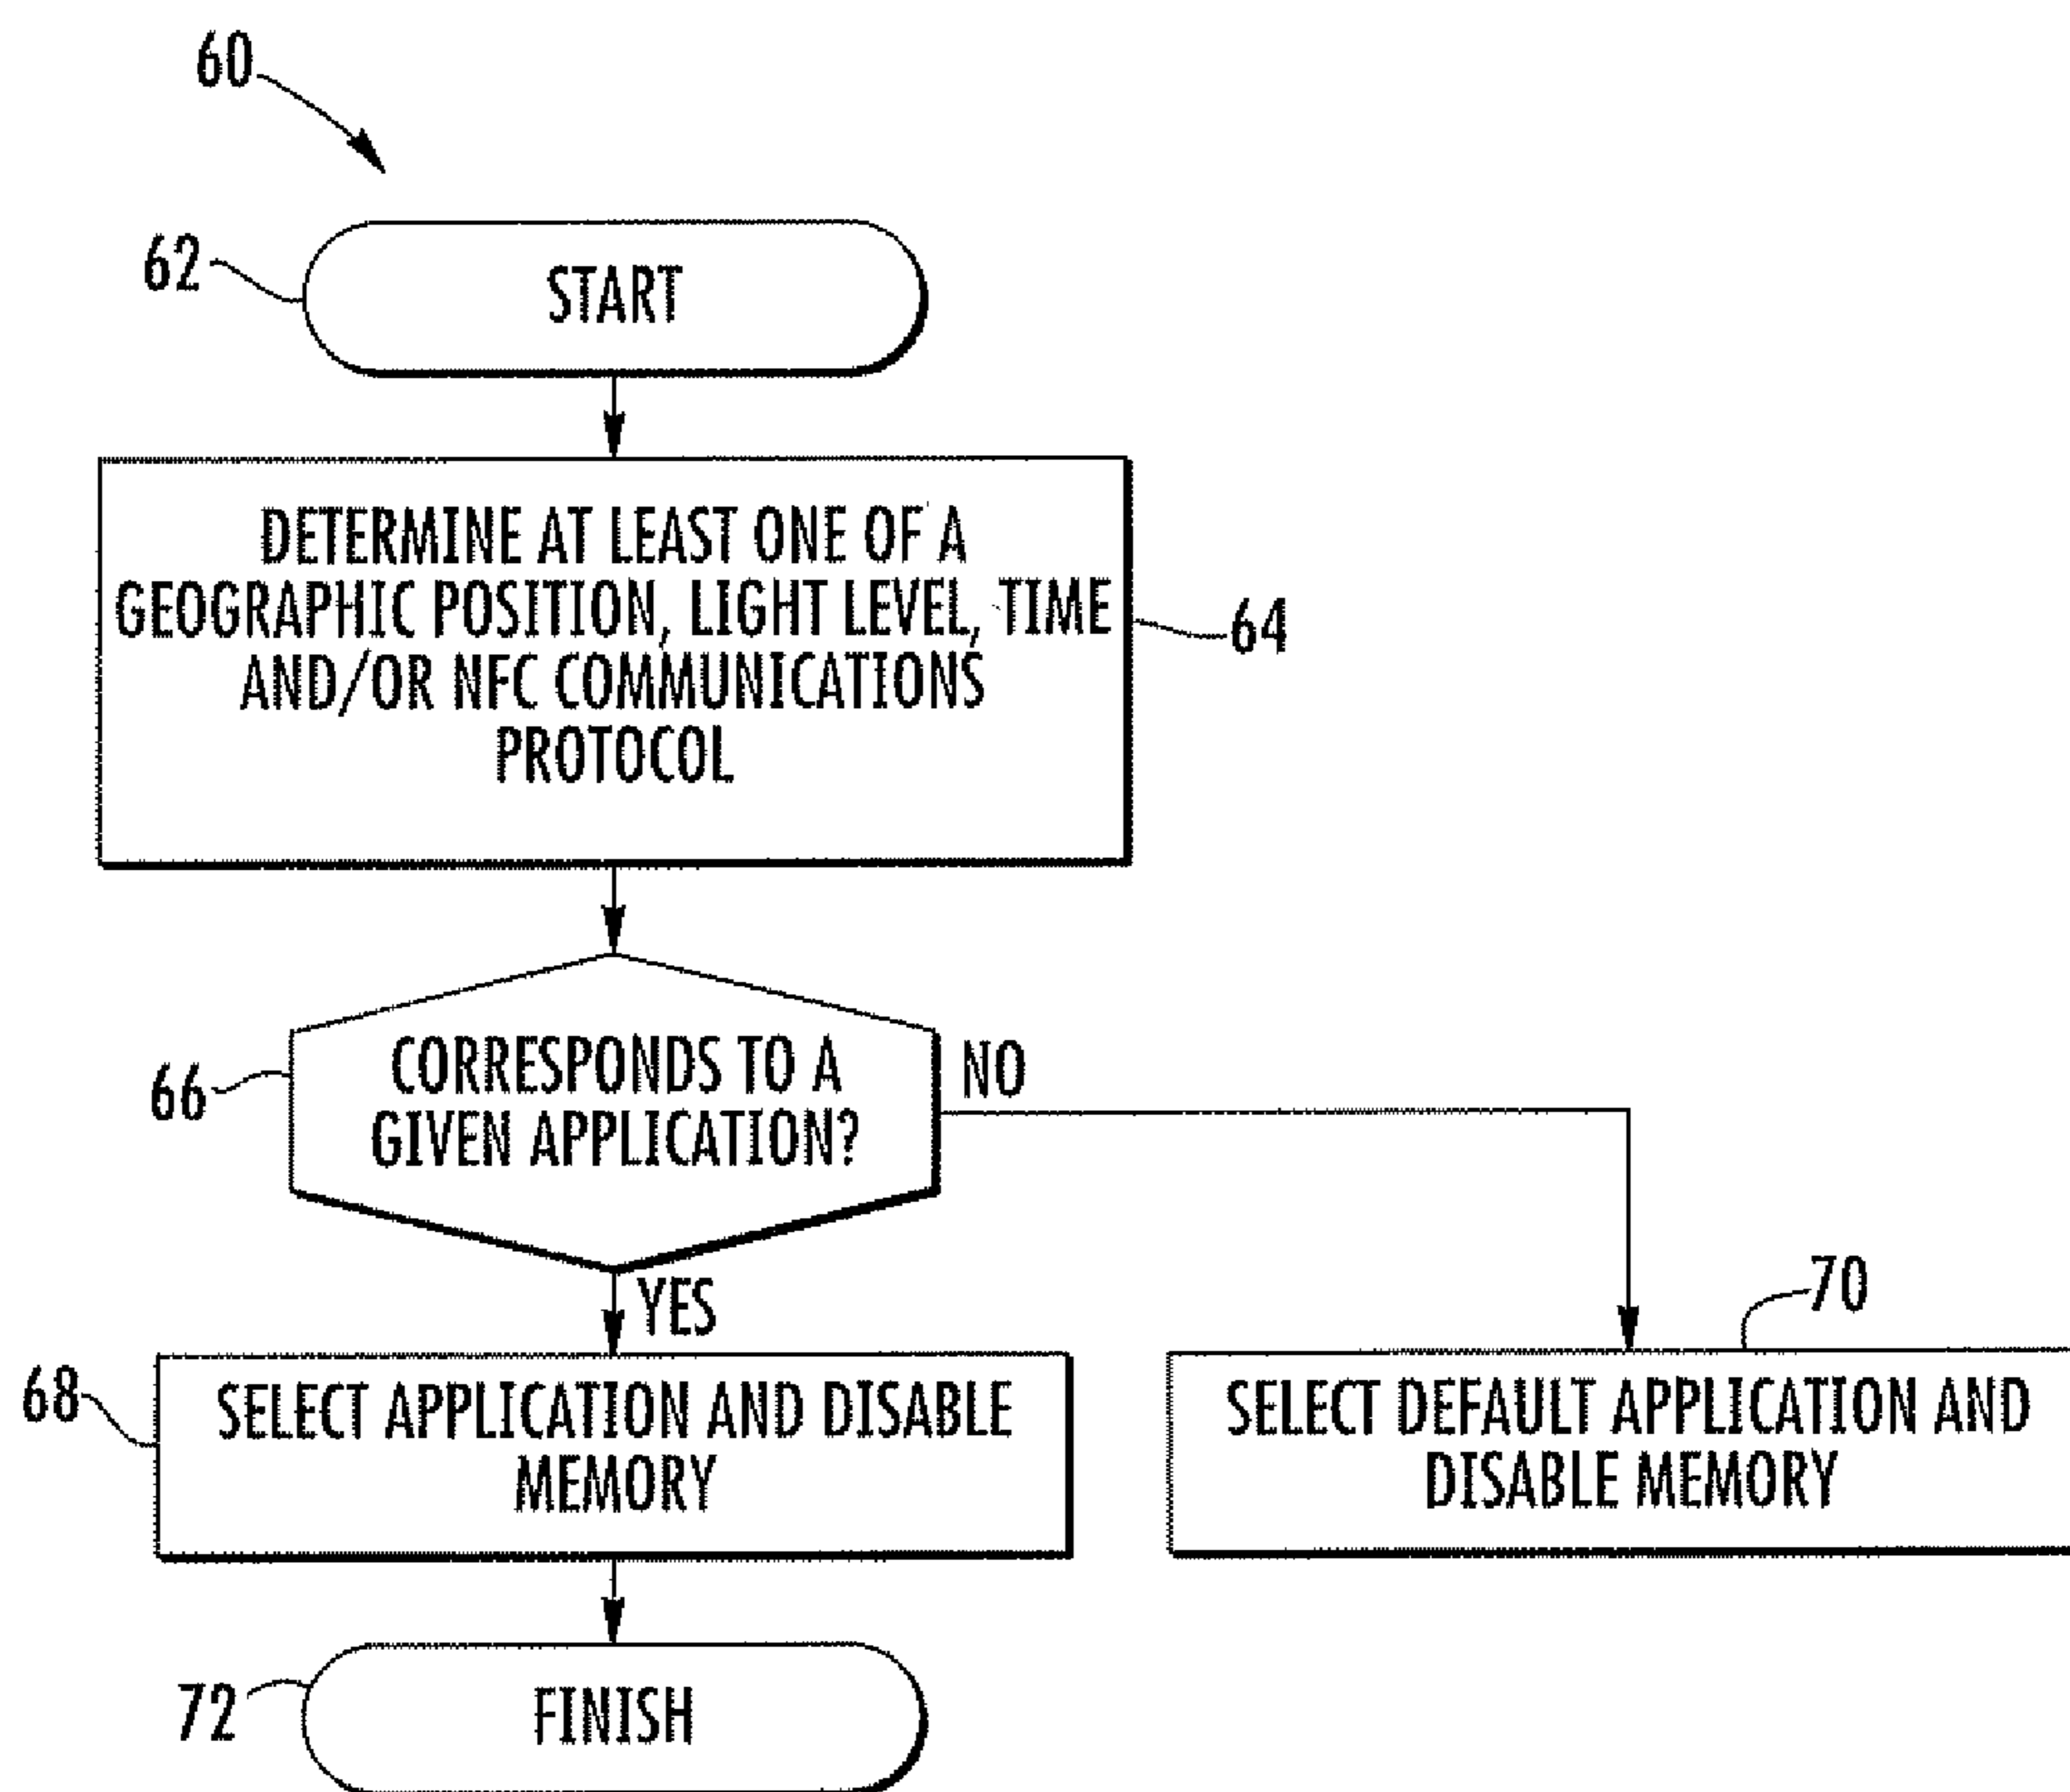 60
62
START
DETERMINE AT LEAST ONE OF A
GEOGRAPHIC POSITION, LIGHT LEVEL, TIME
AND/OR NFC COMMUNICATIONS
PROTOCOL
64
66
CORRESPONDS TO A
GIVEN APPLICATION?
NO
YES
68
SELECT APPLICATION AND DISABLE
MEMORY
70
SELECT DEFAULT APPLICATION AND
DISABLE MEMORY
72
FINISH